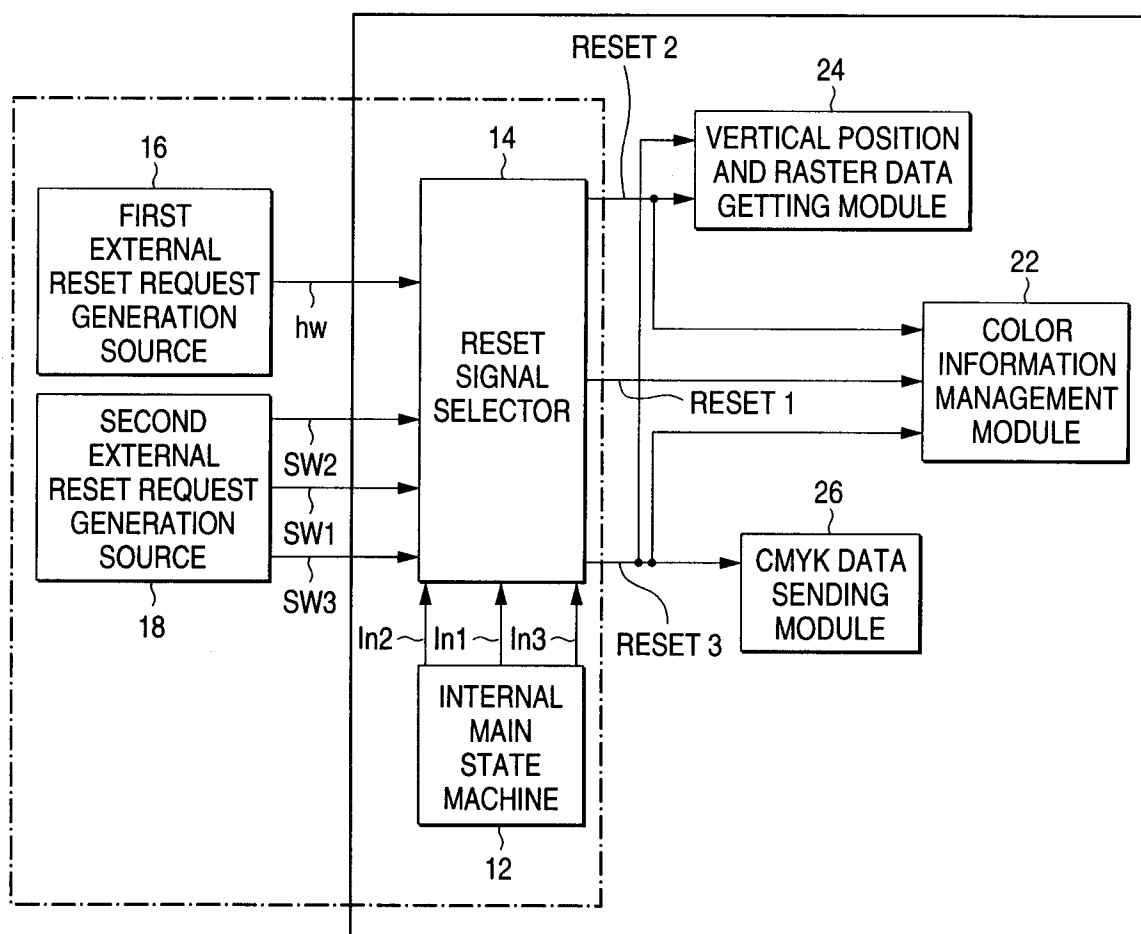 RESET 2
24
VERTICAL POSITION
AND RASTER DATA
GETTING MODULE
16
FIRST
EXTERNAL
RESET REQUEST
GENERATION
SOURCE
hw
14
RESET
SIGNAL
SELECTOR
22
COLOR
INFORMATION
MANAGEMENT
MODULE
RESET 1
SECOND
EXTERNAL
RESET REQUEST
GENERATION
SOURCE
18
SW2
SW1
SW3
26
CMYK DATA
SENDING
MODULE
RESET 3
In2
In1
In3
INTERNAL
MAIN
STATE
MACHINE
12